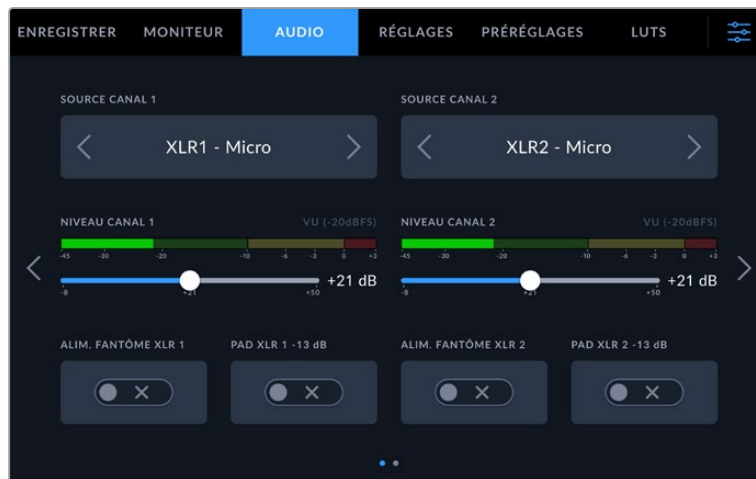 ENREGISTRER MONITEUR AUDIO RÉGLAGES PRÉRÉGLAGES LUTS
SOURCE CANAL 1 SOURCE CANAL 2
XLR1 - Micro XLR2 - Micro
NIVEAU CANAL 1 VU (-20dBFS) NIVEAU CANAL 2 VU (-20dBFS)
-45 -30 -20 -10 -6 -3 0 +3 -45 -30 -20 -10 -6 -3 0 +3
+21 dB +21 dB
-8 +21 +50 -8 +21 +50
ALIM. FANTÔME XLR 1 PAD XLR 1 -13 dB ALIM. FANTÔME XLR 2 PAD XLR 2 -13 dB